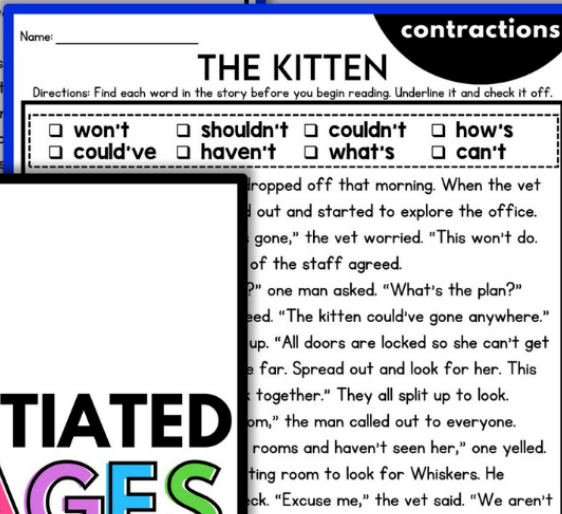 contractions
Name:
THE KITTEN
Directions: Find each word in the story before you begin reading. Underline it and check it off.
won't shouldn't couldn't how's
could've haven't what's can't
dropped off that morning. When the vet
out and started to explore the office.
gone,” the vet worried. “This won't do.
of the staff agreed.
?” one man asked. “What's the plan?”
“The kitten could've gone anywhere.”
up. “All doors are locked so she can't get
far. Spread out and look for her. This
together.” They all split up to look.
the man called out to everyone.
rooms and haven't seen her,” one yelled.
room to look for Whiskers. He
“Excuse me,” the vet said. “We aren't
TIATED
AGES